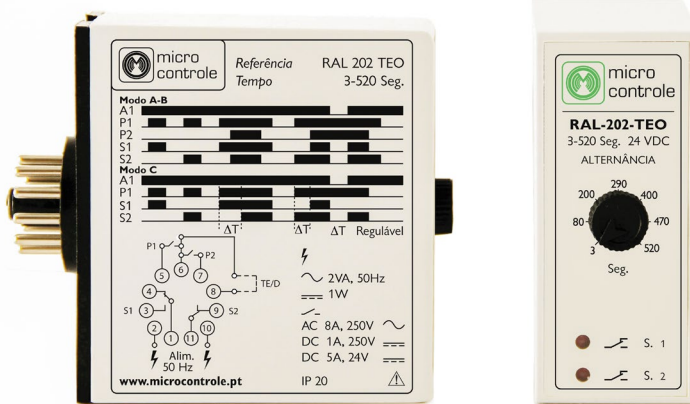 micro
controle
Referência RAL 202 TEO
Tempo 3-520 Seg.
Modo A-B
A1
P1
P2
S1
S2
Modo C
A1
P1
S1
S2
ΔT ΔT ΔT Regulável
P1 P2
5 6 7
4 8 TE/D
S1 3 9 S2
2 1 11 10
Alim.
50 Hz
www.microcontrole.pt
2VA, 50Hz
1W
AC 8A, 250V
DC 1A, 250V
DC 5A, 24V
IP 20
micro
controle
RAL-202-TEO
3-520 Seg. 24 VDC
ALTERNÂNCIA
290
200 400
80 470
3 520
Seg.
S. 1
S. 2